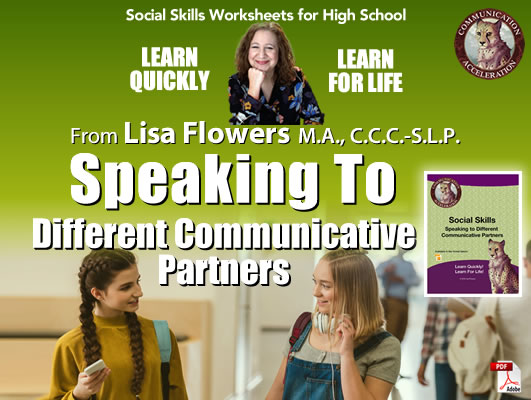 Social Skills Worksheets for High School
COMMUNICATION
ACCELERATION
LEARN
QUICKLY
LEARN
FOR LIFE
From Lisa Flowers M.A., C.C.C.-S.L.P.
Speaking To
Different Communicative
Partners
Social Skills
Speaking to Different
Communicative Partners
Learn Quickly!
Learn For Life!
PDF
Adobe